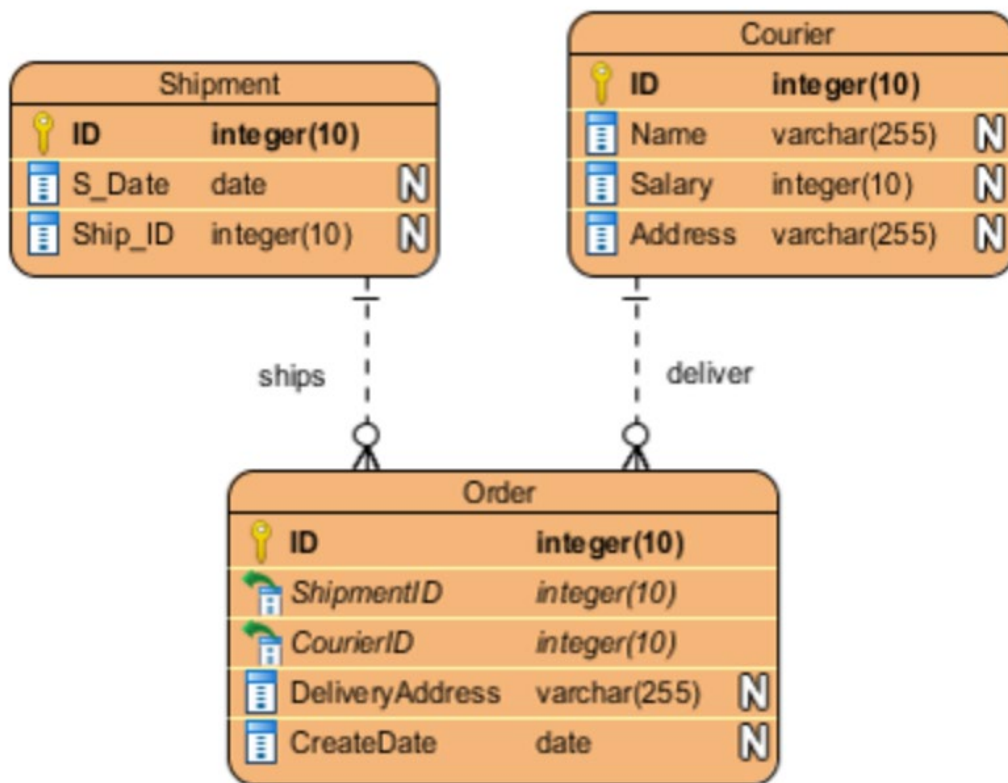 Shipment
ID integer(10)
S_Date date N
Ship_ID integer(10) N
Courier
ID integer(10)
Name varchar(255) N
Salary integer(10) N
Address varchar(255) N
ships
deliver
Order
ID integer(10)
ShipmentID integer(10)
CourierID integer(10)
DeliveryAddress varchar(255) N
CreateDate date N